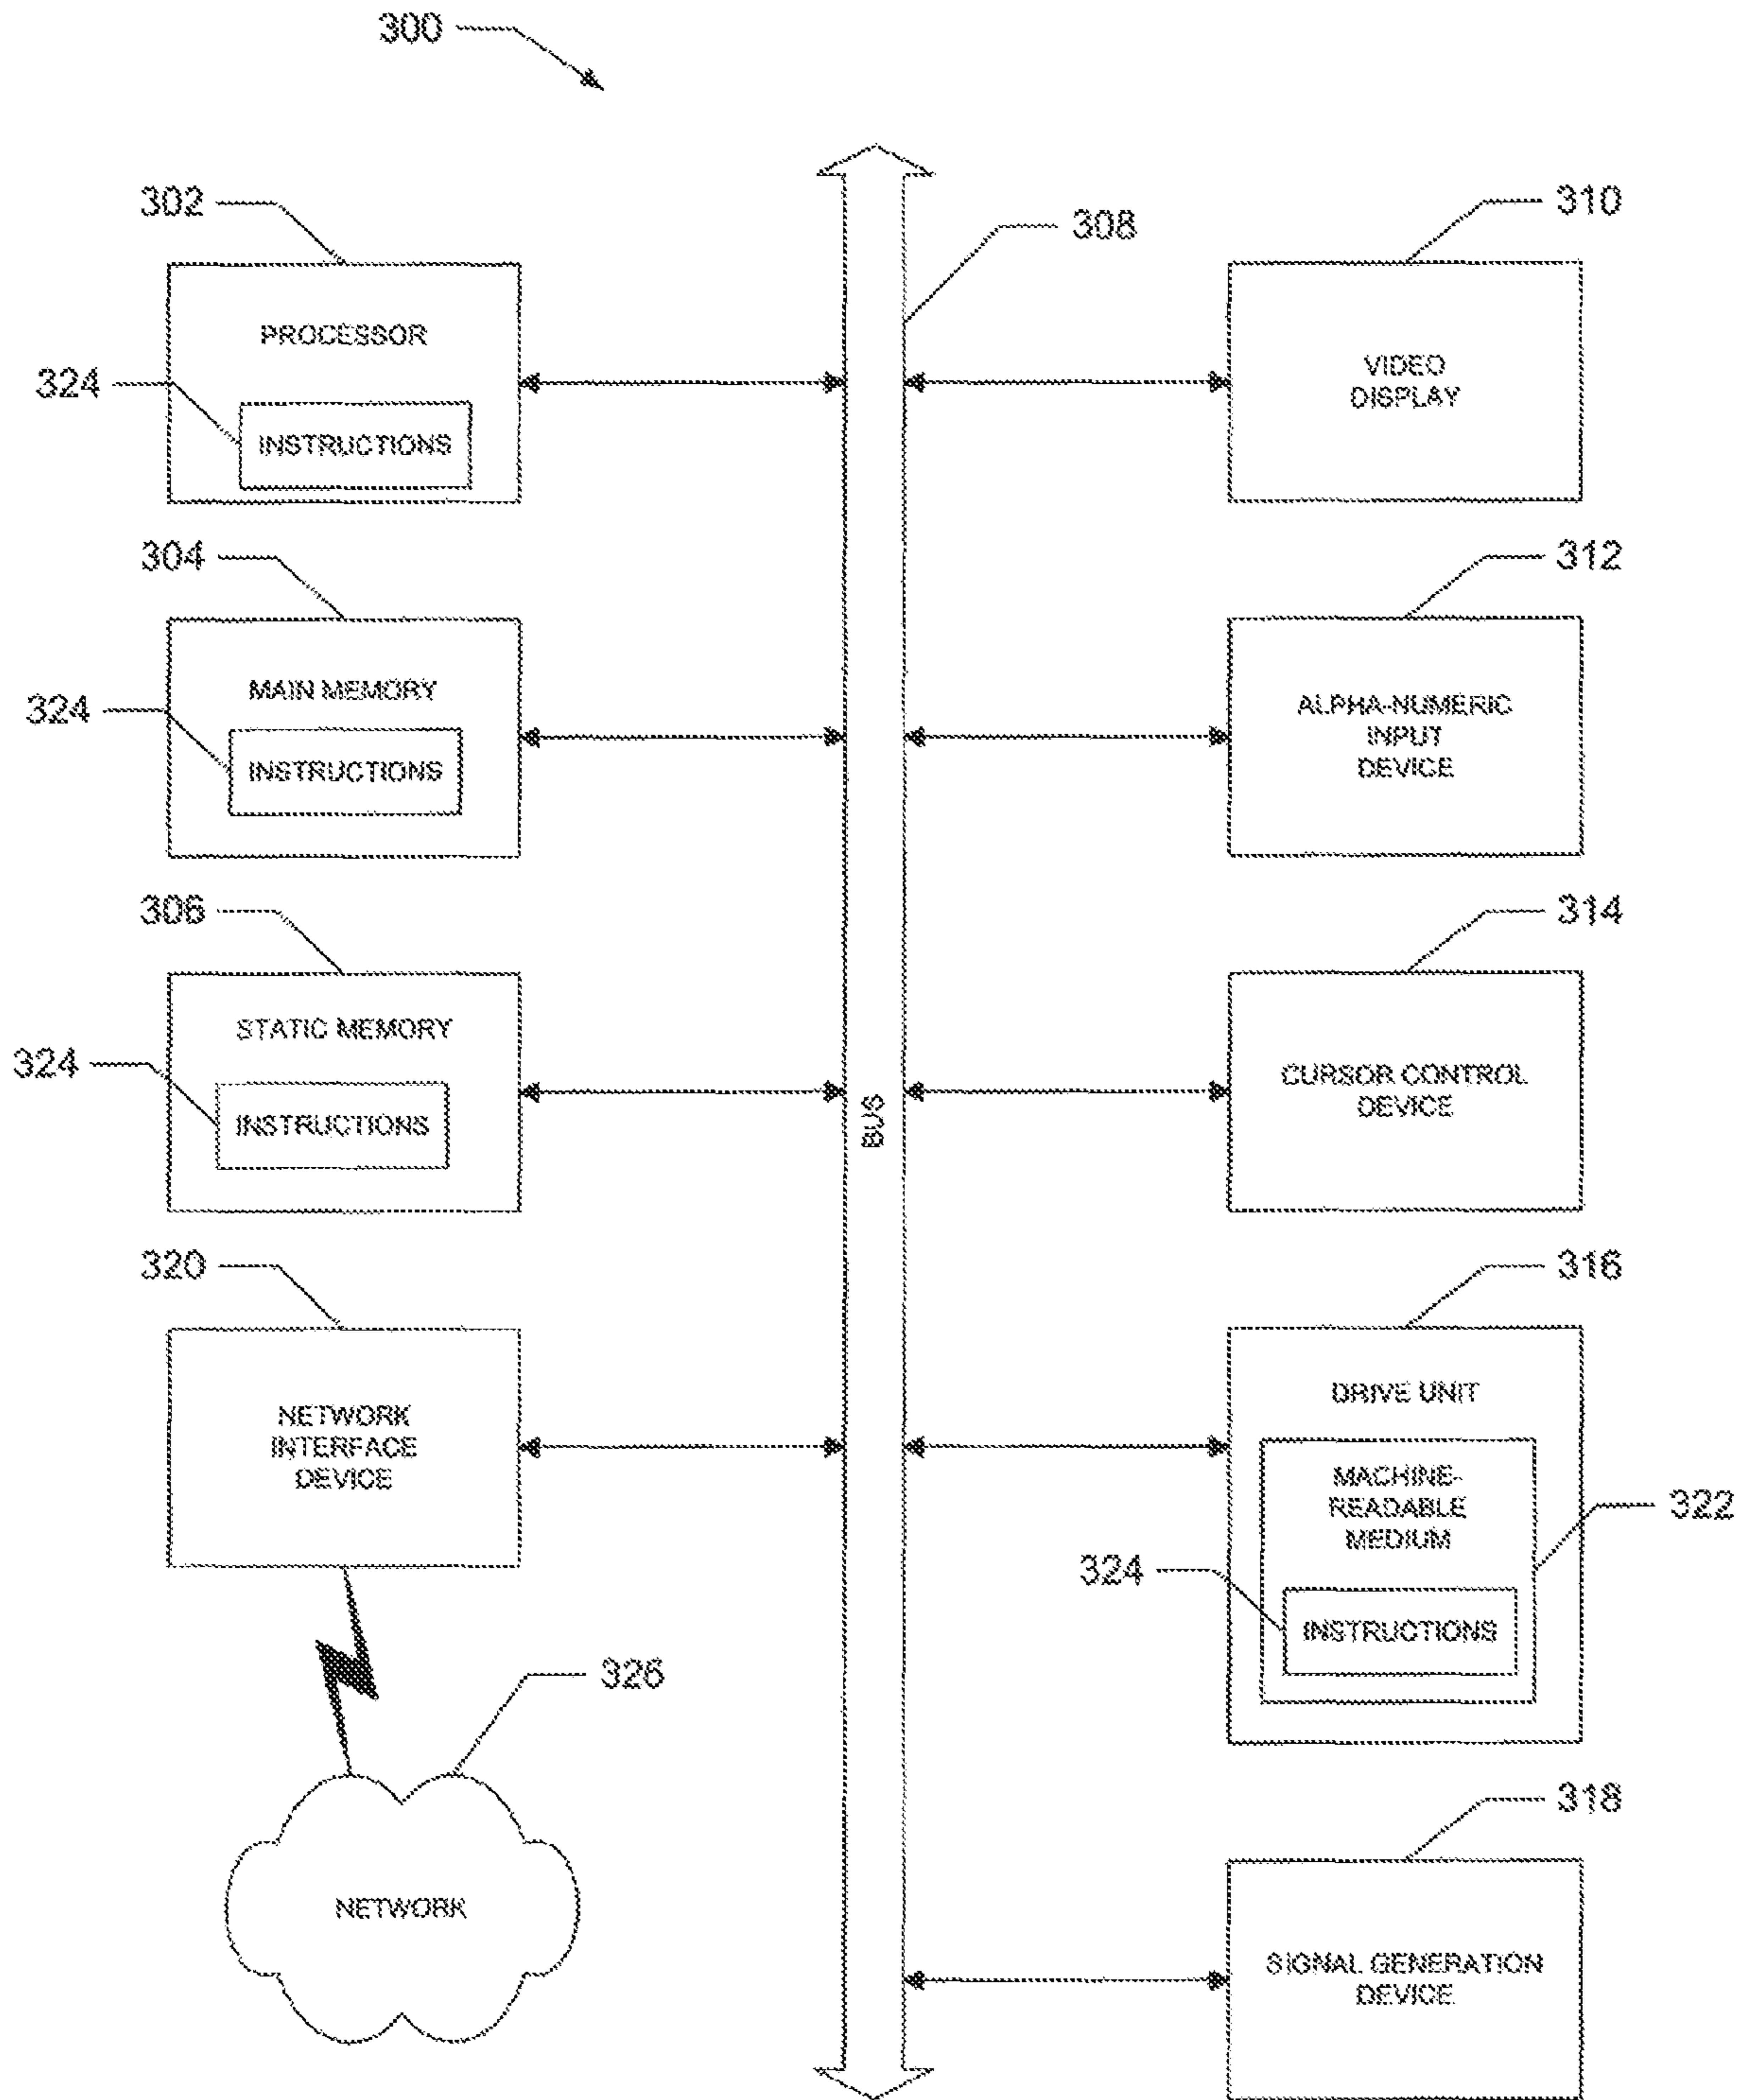 300
302
PROCESSOR
324
INSTRUCTIONS
304
MAIN MEMORY
324
INSTRUCTIONS
306
STATIC MEMORY
324
INSTRUCTIONS
320
NETWORK
INTERFACE
DEVICE
326
NETWORK
308
BUS
310
VIDEO
DISPLAY
312
ALPHA-NUMERIC
INPUT
DEVICE
314
CURSOR CONTROL
DEVICE
316
DRIVE UNIT
MACHINE-
READABLE
MEDIUM
322
324
INSTRUCTIONS
318
SIGNAL GENERATION
DEVICE